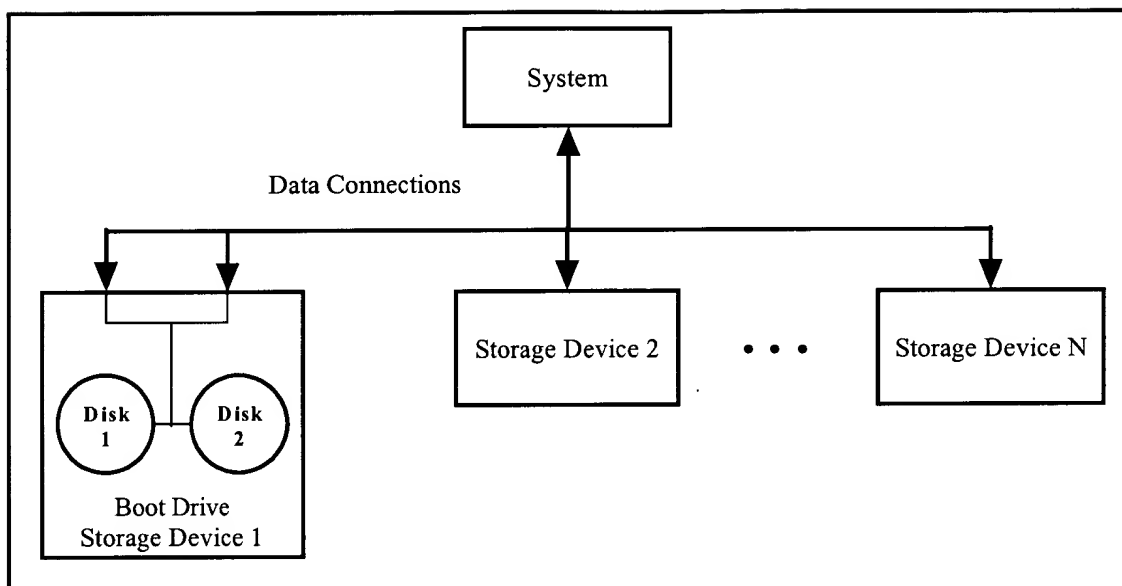 System
Data Connections
Storage Device 2
• • •
Storage Device N
Disk
1
Disk
2
Boot Drive
Storage Device 1